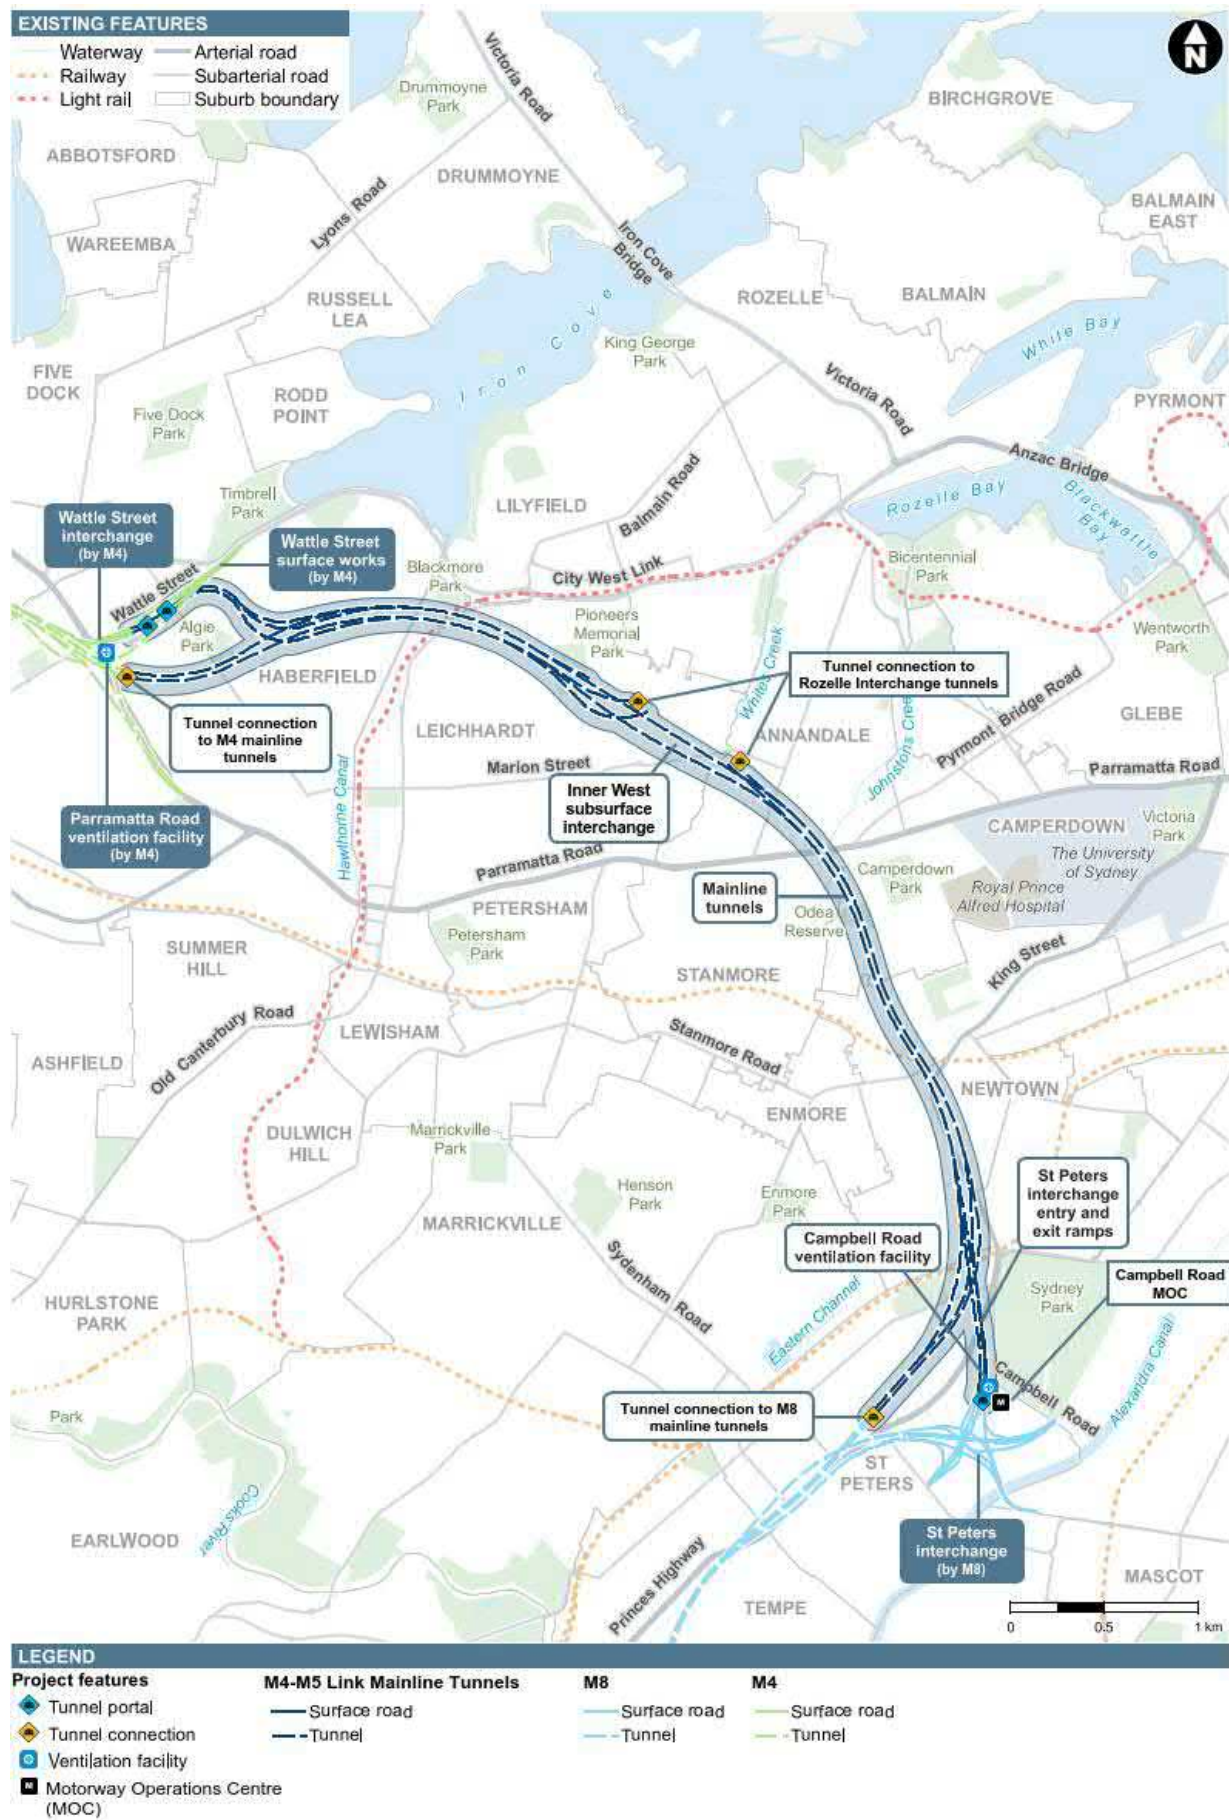 EXISTING FEATURES
Waterway
Arterial road
Railway
Subarterial road
Light rail
Suburb boundary
N
Victoria Road
Drummoyne
Park
BIRCHGROVE
ABBOTSFORD
DRUMMOYNE
BALMAIN
EAST
Lyons Road
WAREEMBA
Iron Cove
Bridge
RUSSELL
LEA
ROZELLE
BALMAIN
White Bay
Iron Cove
King George
Park
FIVE
DOCK
RODD
POINT
Victoria Road
PYRMONT
Five Dock
Park
Anzac Bridge
Balmain Road
Timbrell
Park
LILYFIELD
Rozelle Bay
Blackwattle
Bay
Wattle Street
interchange
(by M4)
Wattle Street
surface works
(by M4)
Blackmore
Park
City West Link
Bicentennial
Park
Wattle Street
Algie
Park
Pioneers
Memorial
Park
Whites Creek
Wentworth
Park
HABERFIELD
Tunnel connection to
Rozelle Interchange tunnels
Tunnel connection
to M4 mainline
tunnels
LEICHHARDT
ANNANDALE
Johnstons Creek
Pyrmont Bridge Road
GLEBE
Marion Street
Parramatta Road
Hawthorne Canal
Inner West
subsurface
interchange
Parramatta Road
ventilation facility
(by M4)
CAMPERDOWN
Victoria
Park
Parramatta Road
The University
of Sydney
Camperdown
Park
Royal Prince
Alfred Hospital
Mainline
tunnels
PETERSHAM
Odea
Reserve
Petersham
Park
SUMMER
HILL
STANMORE
King Street
Old Canterbury Road
LEWISHAM
Stanmore Road
ASHFIELD
NEWTOWN
ENMORE
DULWICH
HILL
Marrickville
Park
St Peters
interchange
entry and
exit ramps
Henson
Park
Enmore
Park
MARRICKVILLE
Campbell Road
ventilation facility
Sydenham Road
Campbell Road
MOC
Sydney
Park
HURLSTONE
PARK
Eastern Channel
Alexandra Canal
Campbell Road
M
Park
Tunnel connection to M8
mainline tunnels
ST
PETERS
Cooks River
EARLWOOD
St Peters
interchange
(by M8)
Princes Highway
MASCOT
TEMPE
0 0.5 1 km
LEGEND
Project features
Tunnel portal
Tunnel connection
Ventilation facility
M Motorway Operations Centre
(MOC)
M4-M5 Link Mainline Tunnels
Surface road
Tunnel
M8
Surface road
Tunnel
M4
Surface road
Tunnel